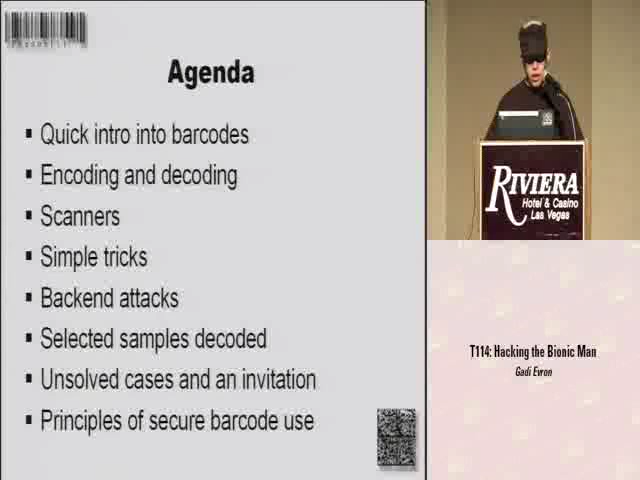 Agenda
▪ Quick intro into barcodes
▪ Encoding and decoding
▪ Scanners
▪ Simple tricks
▪ Backend attacks
▪ Selected samples decoded
▪ Unsolved cases and an invitation
▪ Principles of secure barcode use
RIVIERA
Hotel & Casino
Las Vegas
T114: Hacking the Bionic Man
Gadi Evron